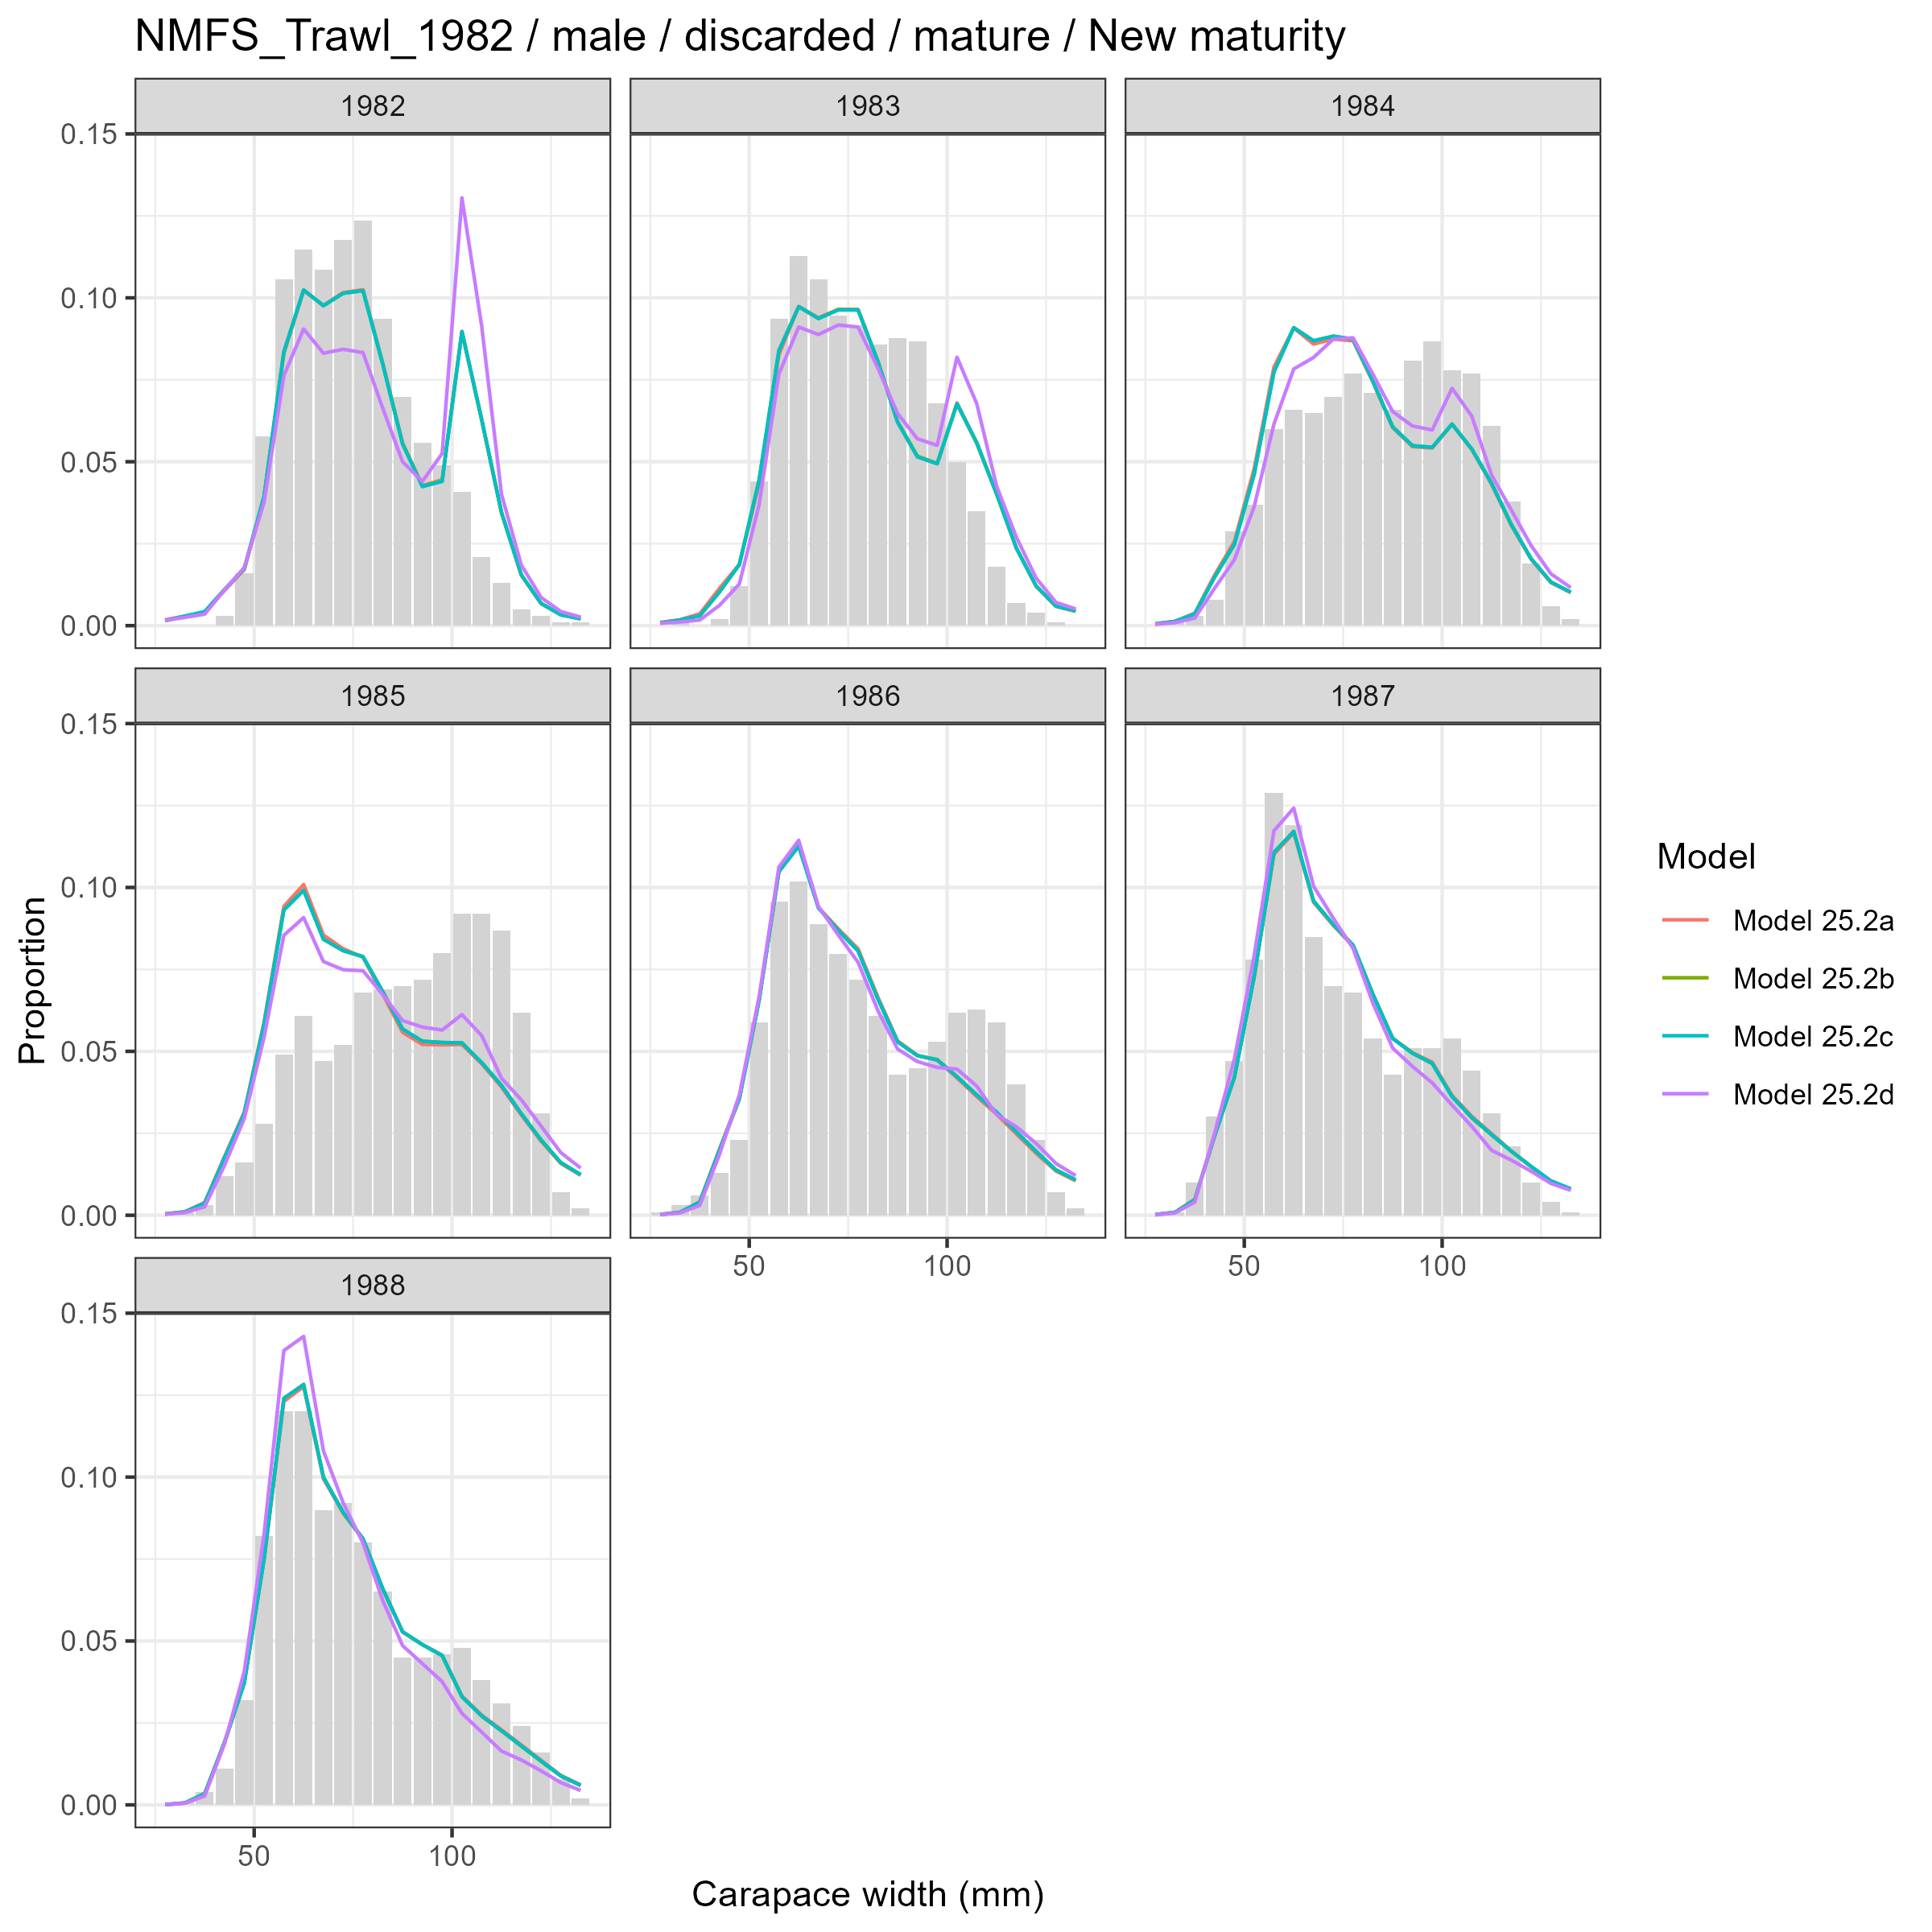 NMFS_Trawl_1982 / male / discarded / mature / New maturity
1982 1983 1984
0.15
0.10
0.05
0.00
1985 1986 1987
0.15
0.10
0.05
0.00
50 100 50 100
1988
0.15
0.10
0.05
0.00
50 100
Proportion
Carapace width (mm)
Model
Model 25.2a
Model 25.2b
Model 25.2c
Model 25.2d